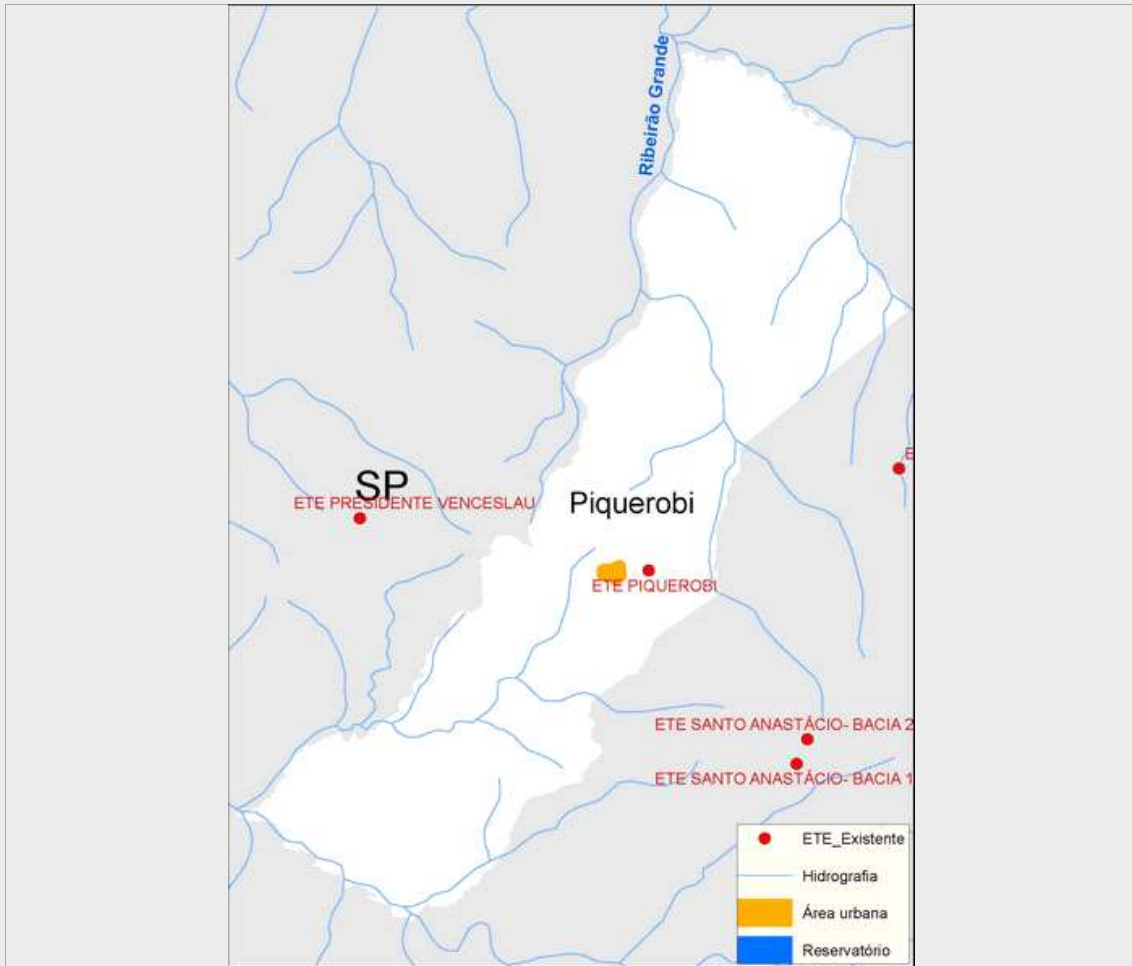 Ribeirão Grande
E
SP
ETE PRESIDENTE VENCESLAU
Piquerobi
ETE PIQUEROBI
ETE SANTO ANASTÁCIO- BACIA 2
ETE SANTO ANASTÁCIO- BACIA 1
ETE_Existente
Hidrografia
Área urbana
Reservatório